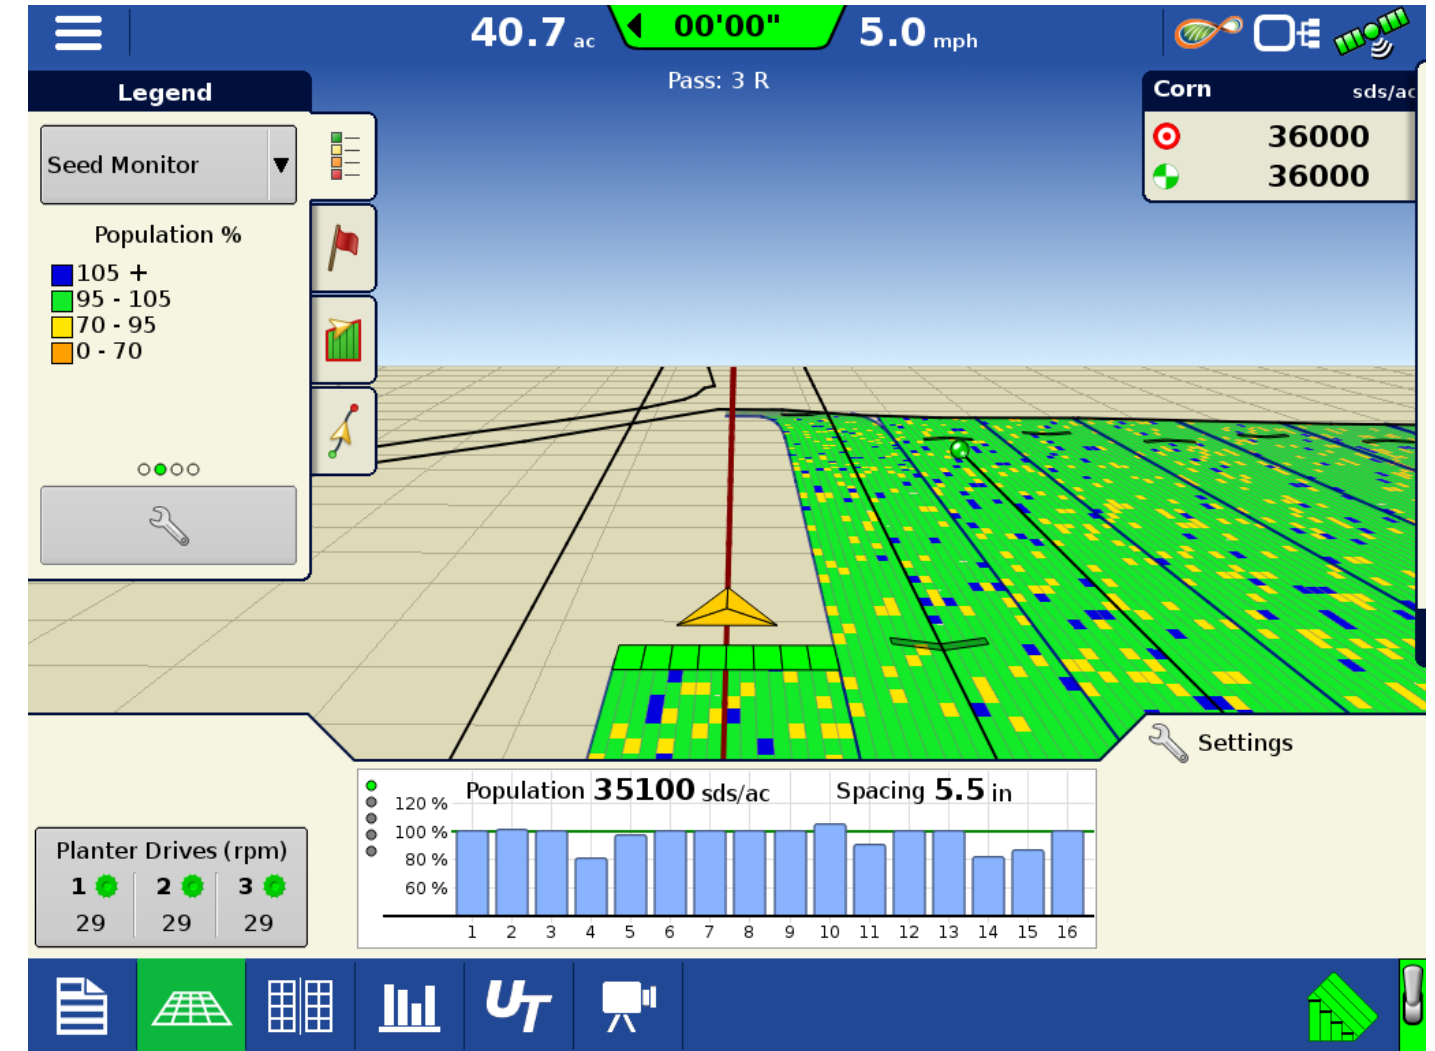 40.7 ac
00'00"
5.0 mph
Pass: 3 R
Legend
Seed Monitor
Population %
105 +
95 - 105
70 - 95
0 - 70
Corn sds/ac
36000
36000
Settings
Population 35100 sds/ac Spacing 5.5 in
120 %
100 %
80 %
60 %
1 2 3 4 5 6 7 8 9 10 11 12 13 14 15 16
Planter Drives (rpm)
1 2 3
29 29 29
UT